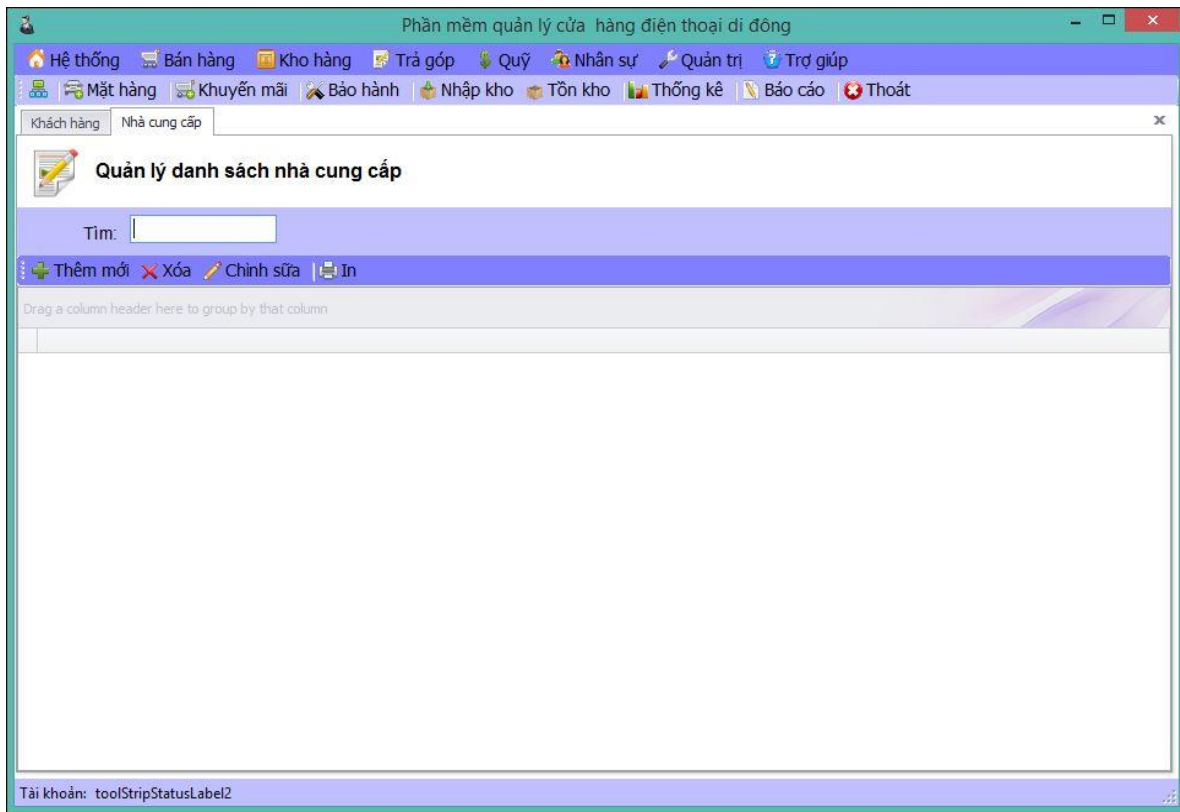 Phần mềm quản lý cửa hàng điện thoại di đông
Hệ thống Bán hàng Kho hàng Trả góp Quỹ Nhân sự Quản trị Trợ giúp
Mặt hàng Khuyến mãi Bảo hành Nhập kho Tồn kho Thống kê Báo cáo Thoát
Khách hàng Nhà cung cấp
Quản lý danh sách nhà cung cấp
Tìm:
Thêm mới Xóa Chỉnh sữa In
Drag a column header here to group by that column
Tài khoản: toolStripStatusLabel2